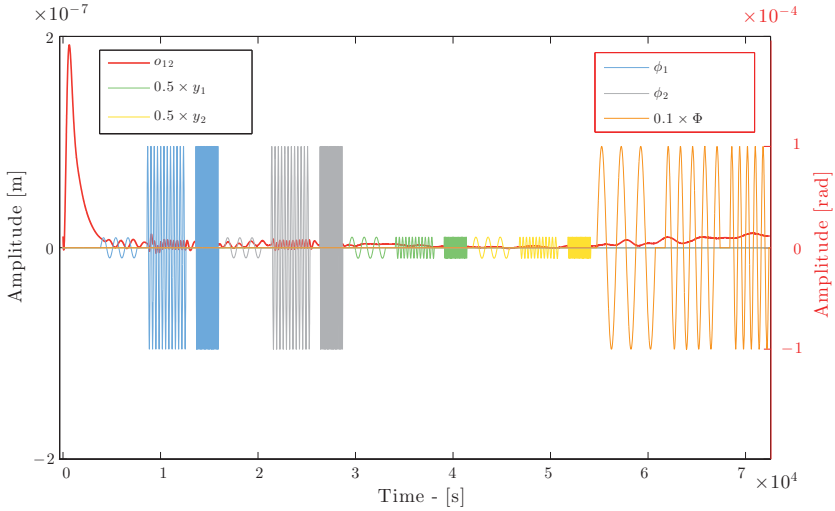 ×10⁻⁷
×10⁻⁴
2
o₁₂
0.5 × y₁
0.5 × y₂
ϕ₁
ϕ₂
0.1 × Φ
1
0
0
−1
−2
Amplitude [m]
Amplitude [rad]
0 1 2 3 4 5 6 7
×10⁴
Time - [s]